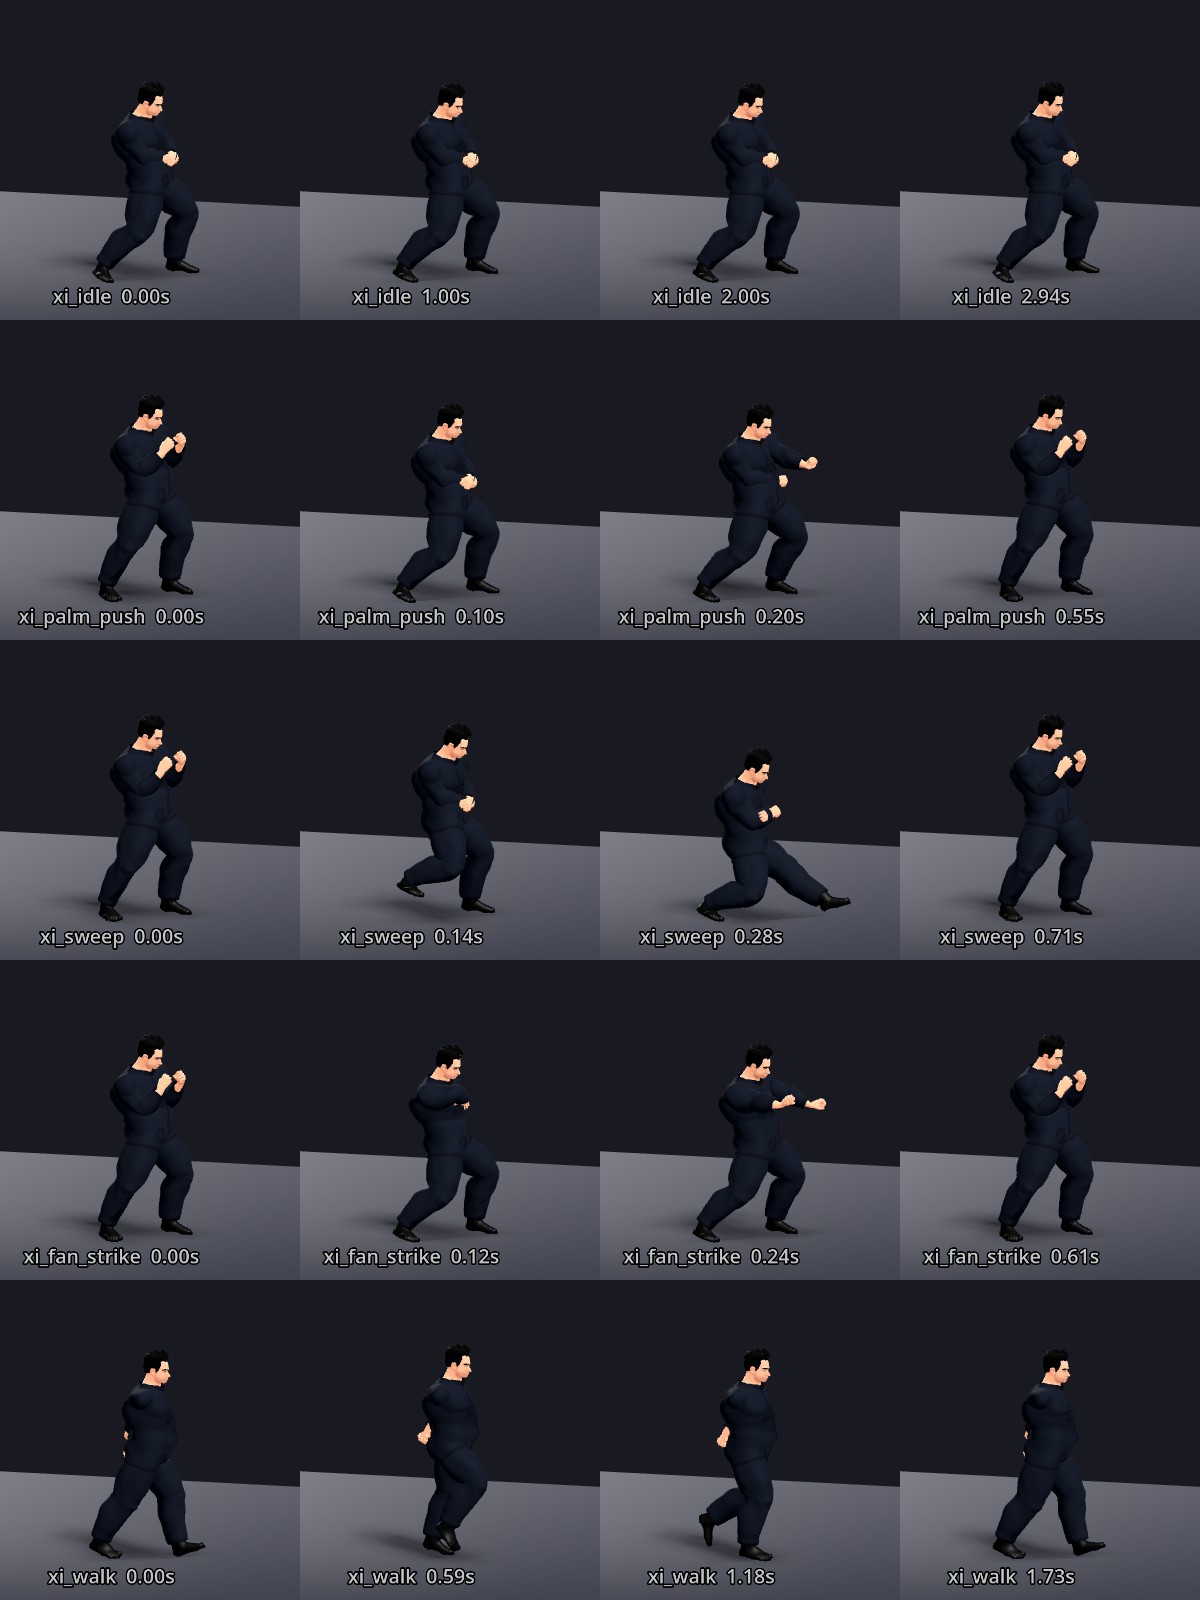 xi_idle 0.00s
xi_idle 1.00s
xi_idle 2.00s
xi_idle 2.94s
xi_palm_push 0.00s
xi_palm_push 0.10s
xi_palm_push 0.20s
xi_palm_push 0.55s
xi_sweep 0.00s
xi_sweep 0.14s
xi_sweep 0.28s
xi_sweep 0.71s
xi_fan_strike 0.00s
xi_fan_strike 0.12s
xi_fan_strike 0.24s
xi_fan_strike 0.61s
xi_walk 0.00s
xi_walk 0.59s
xi_walk 1.18s
xi_walk 1.73s